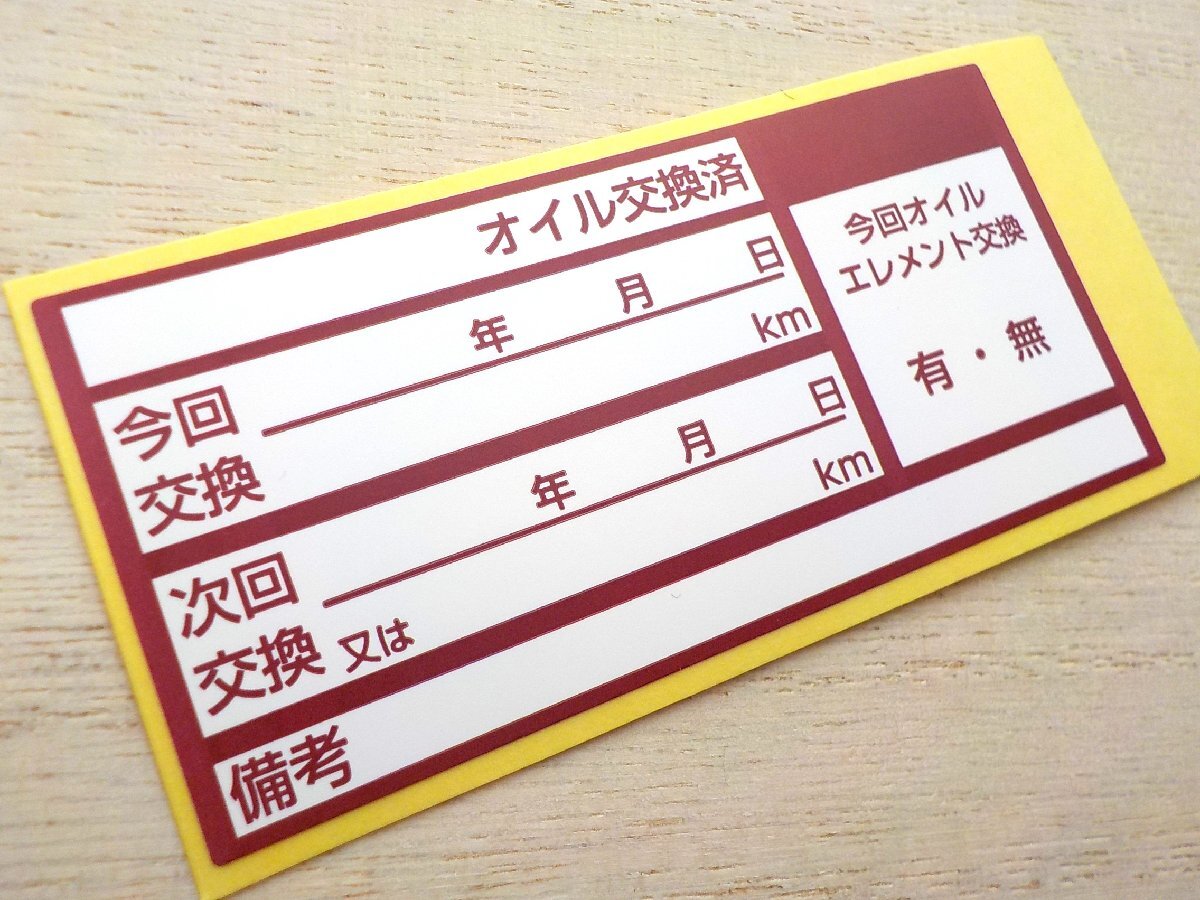 オイル交換済
今回
交換
年 月 日
km
次回
交換
年 月 日
又は km
備考
今回オイル
エレメント交換
有・無